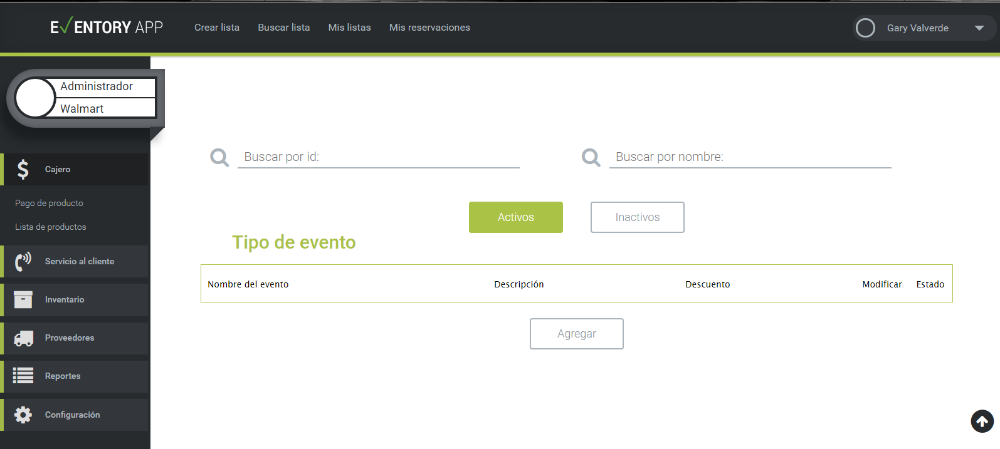 EVENTORY APP
Crear lista
Buscar lista
Mis listas
Mis reservaciones
Gary Valverde
Administrador
Walmart
Cajero
Pago de producto
Lista de productos
Servicio al cliente
Inventario
Proveedores
Reportes
Configuración
Buscar por id:
Buscar por nombre:
Activos
Inactivos
Tipo de evento
Nombre del evento
Descripción
Descuento
Modificar
Estado
Agregar